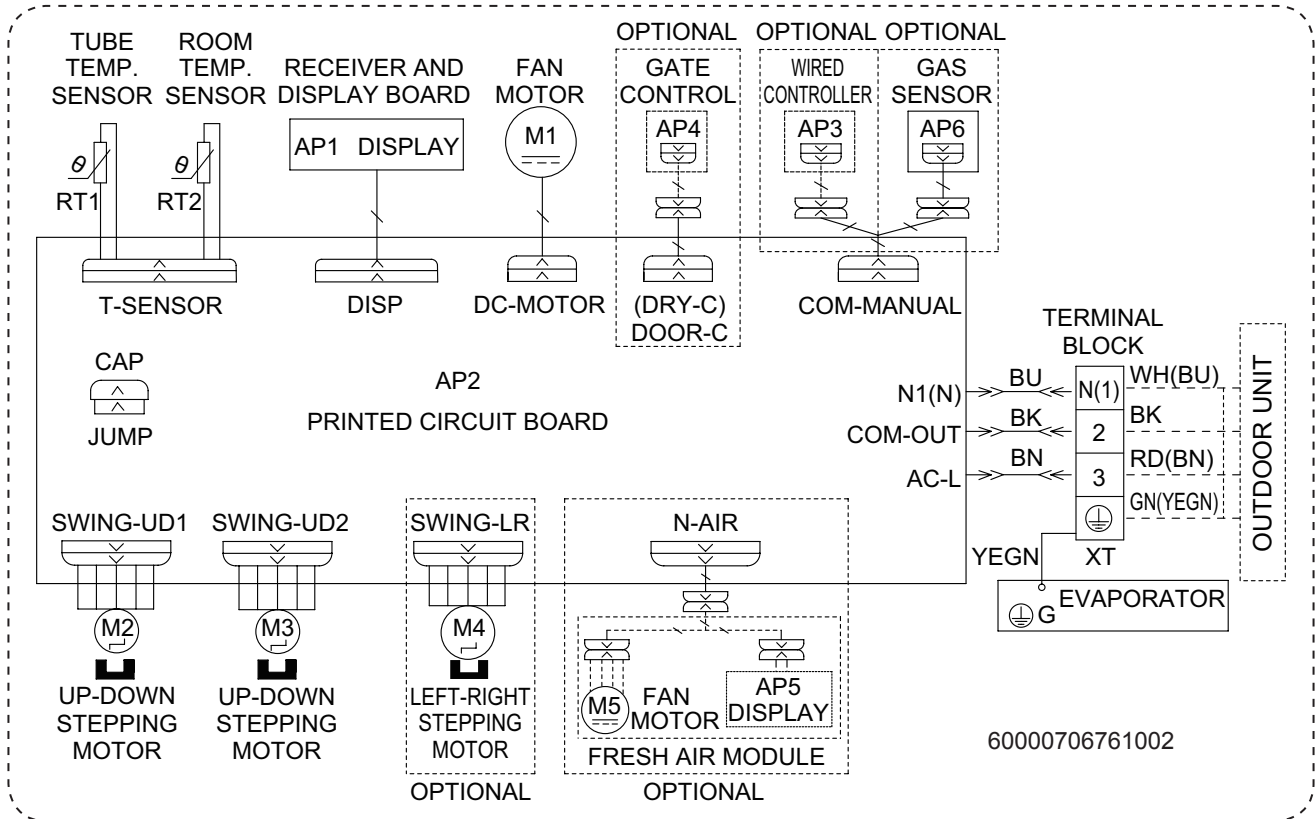 OPTIONAL OPTIONAL OPTIONAL
TUBE TEMP. SENSOR
ROOM TEMP. SENSOR
RECEIVER AND DISPLAY BOARD
FAN MOTOR
GATE CONTROL
WIRED CONTROLLER
GAS SENSOR
AP1 DISPLAY
M1
AP4
AP3
AP6
θ
RT1
θ
RT2
T-SENSOR
DISP
DC-MOTOR
(DRY-C)
DOOR-C
COM-MANUAL
TERMINAL
BLOCK
CAP
JUMP
AP2
PRINTED CIRCUIT BOARD
N1(N) BU N(1) WH(BU)
COM-OUT BK 2 BK
AC-L BN 3 RD(BN)
GN(YEGN)
OUTDOOR UNIT
YEGN XT
G EVAPORATOR
SWING-UD1
SWING-UD2
SWING-LR
N-AIR
M2
UP-DOWN
STEPPING
MOTOR
M3
UP-DOWN
STEPPING
MOTOR
M4
LEFT-RIGHT
STEPPING
MOTOR
OPTIONAL
M5
FAN
MOTOR
AP5
DISPLAY
FRESH AIR MODULE
OPTIONAL
60000706761002